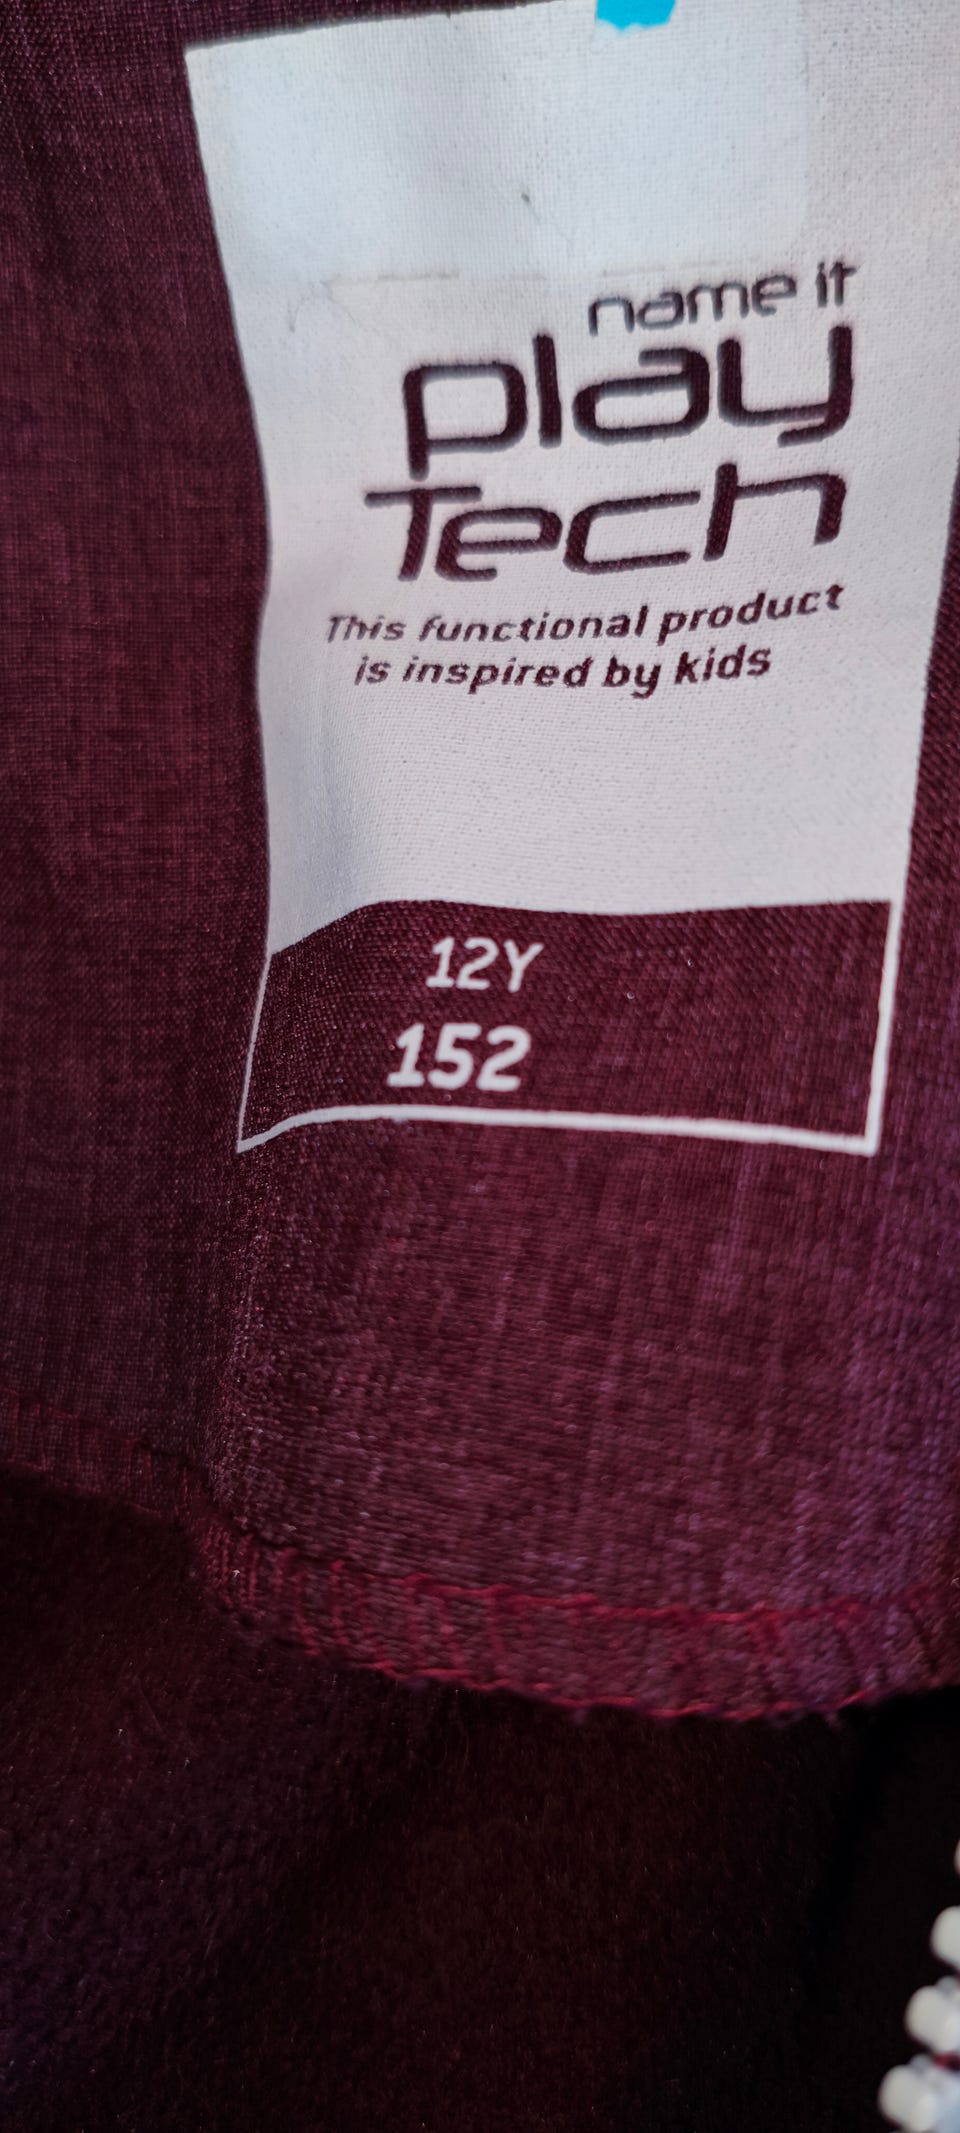 name it
play
Tech
This functional product
is inspired by kids
12Y
152